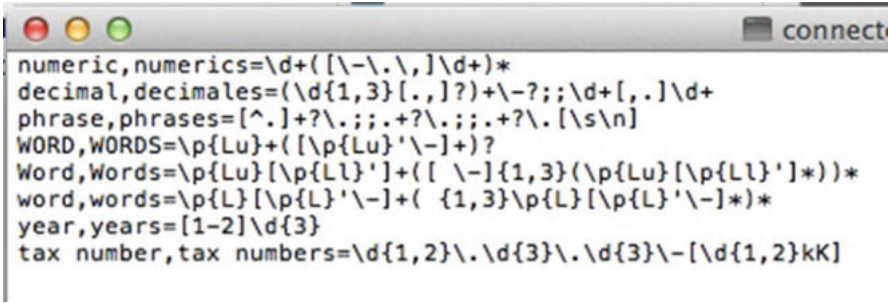 connecte
numeric,numerics=\d+([\-\.\,]\d+)*
decimal,decimales=(\d{1,3}[.,]?)+\-?;;\d+[,.]\d+
phrase,phrases=[^.]+?\.;;.+?\.;;.+?\.[\s\n]
WORD,WORDS=\p{Lu}+([\p{Lu}'\-]+)?
Word,Words=\p{Lu}[\p{Ll}']+([ \-]{1,3}(\p{Lu}[\p{Ll}']*))*
word,words=\p{L}[\p{L}'\-]+( {1,3}\p{L}[\p{L}'\-]*)*
year,years=[1-2]\d{3}
tax number,tax numbers=\d{1,2}\.\d{3}\.\d{3}\-[\d{1,2}kK]